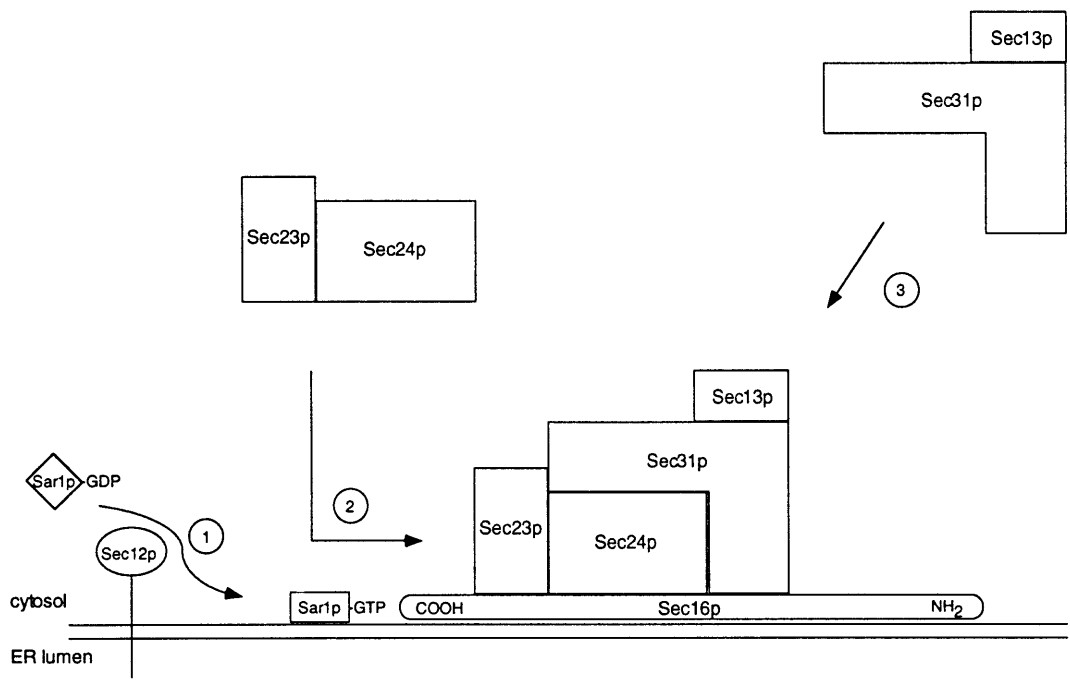 Sec13p
Sec31p
Sec23p
Sec24p
3
Sec13p
Sec31p
Sar1p-GDP
2
1
Sec23p
Sec24p
Sec12p
cytosol
Sar1p-GTP
COOH
Sec16p
NH2
ER lumen